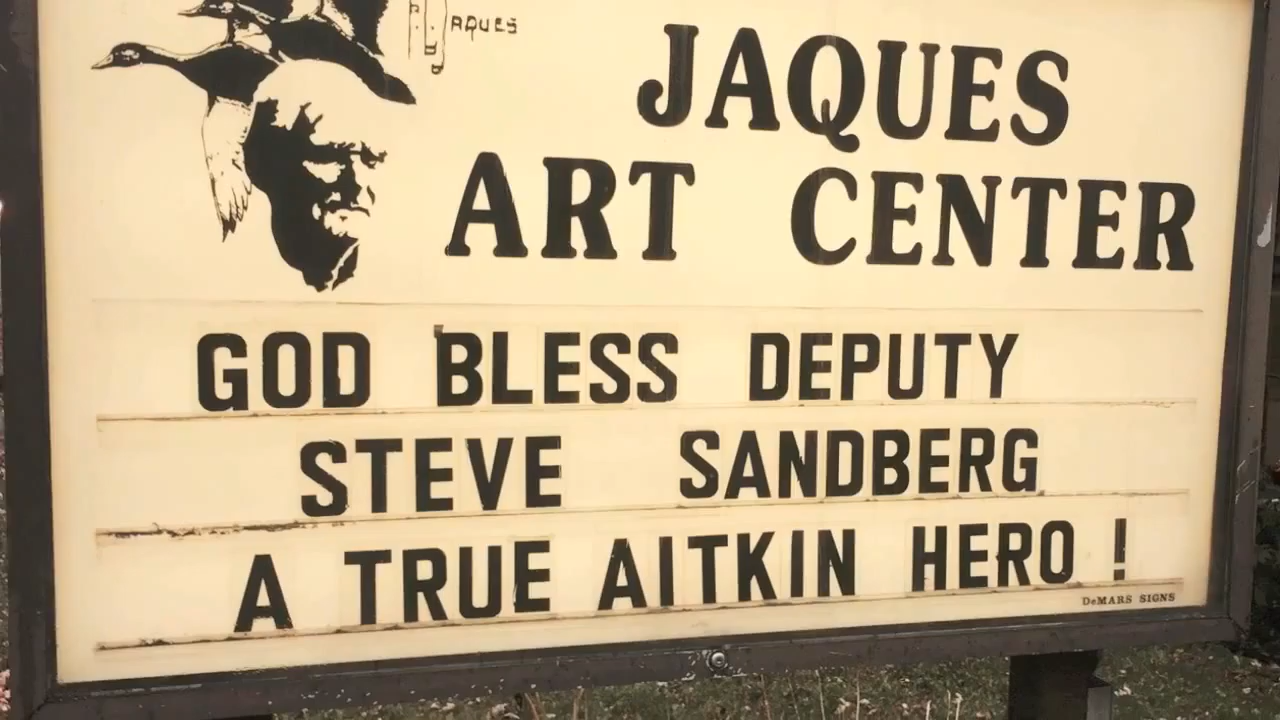 JAQUES
JAQUES
ART CENTER
GOD BLESS DEPUTY
STEVE SANDBERG
A TRUE AITKIN HERO !
DeMARS SIGNS